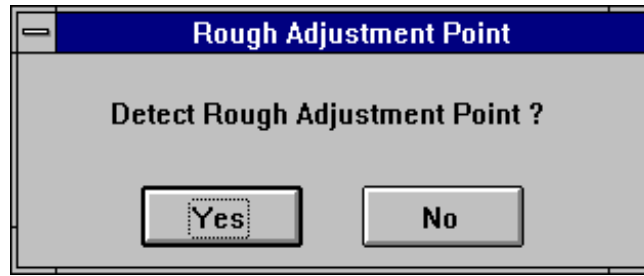 Rough Adjustment Point
Detect Rough Adjustment Point ?
Yes No